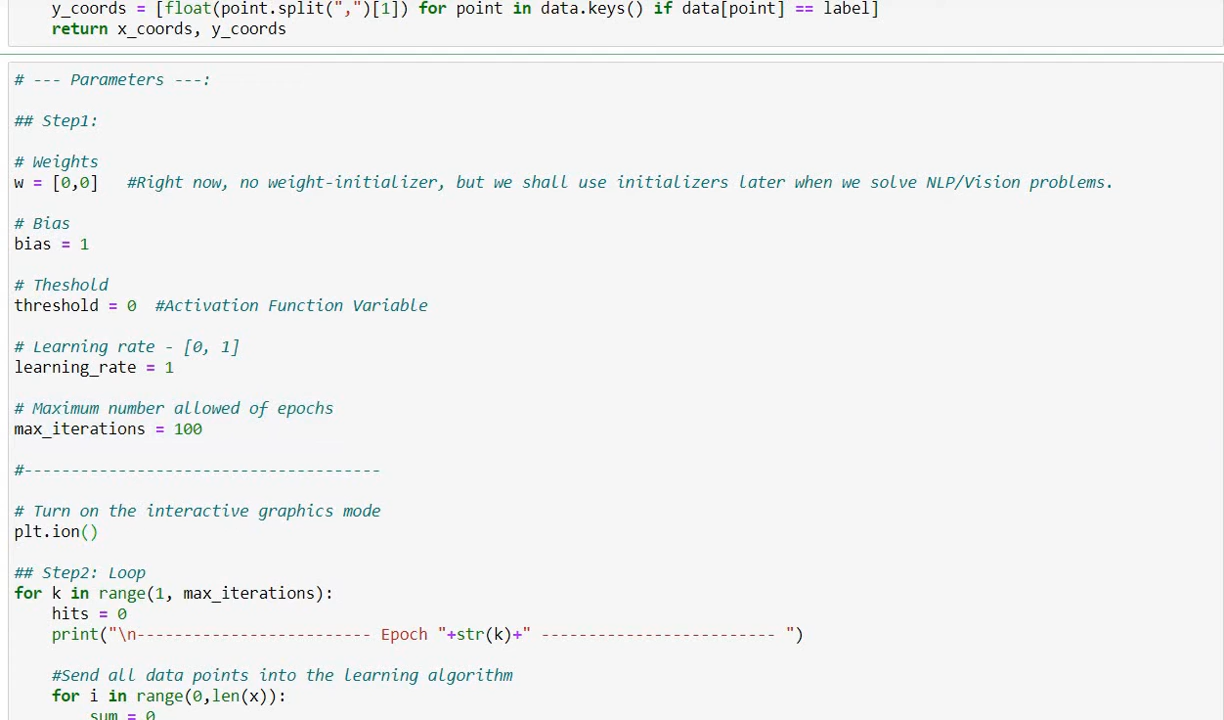 y_coords = [float(point.split(",")[1]) for point in data.keys() if data[point] == label]
return x_coords, y_coords
# --- Parameters ---:
## Step1:
# Weights
w = [0,0]   #Right now, no weight-initializer, but we shall use initializers later when we solve NLP/Vision problems.
# Bias
bias = 1
# Theshold
threshold = 0  #Activation Function Variable
# Learning rate - [0, 1]
learning_rate = 1
# Maximum number allowed of epochs
max_iterations = 100
#--------------------------------------
# Turn on the interactive graphics mode
plt.ion()
## Step2: Loop
for k in range(1, max_iterations):
hits = 0
print("\n------------------------- Epoch "+str(k)+" ------------------------- ")
#Send all data points into the learning algorithm
for i in range(0,len(x)):
sum = 0